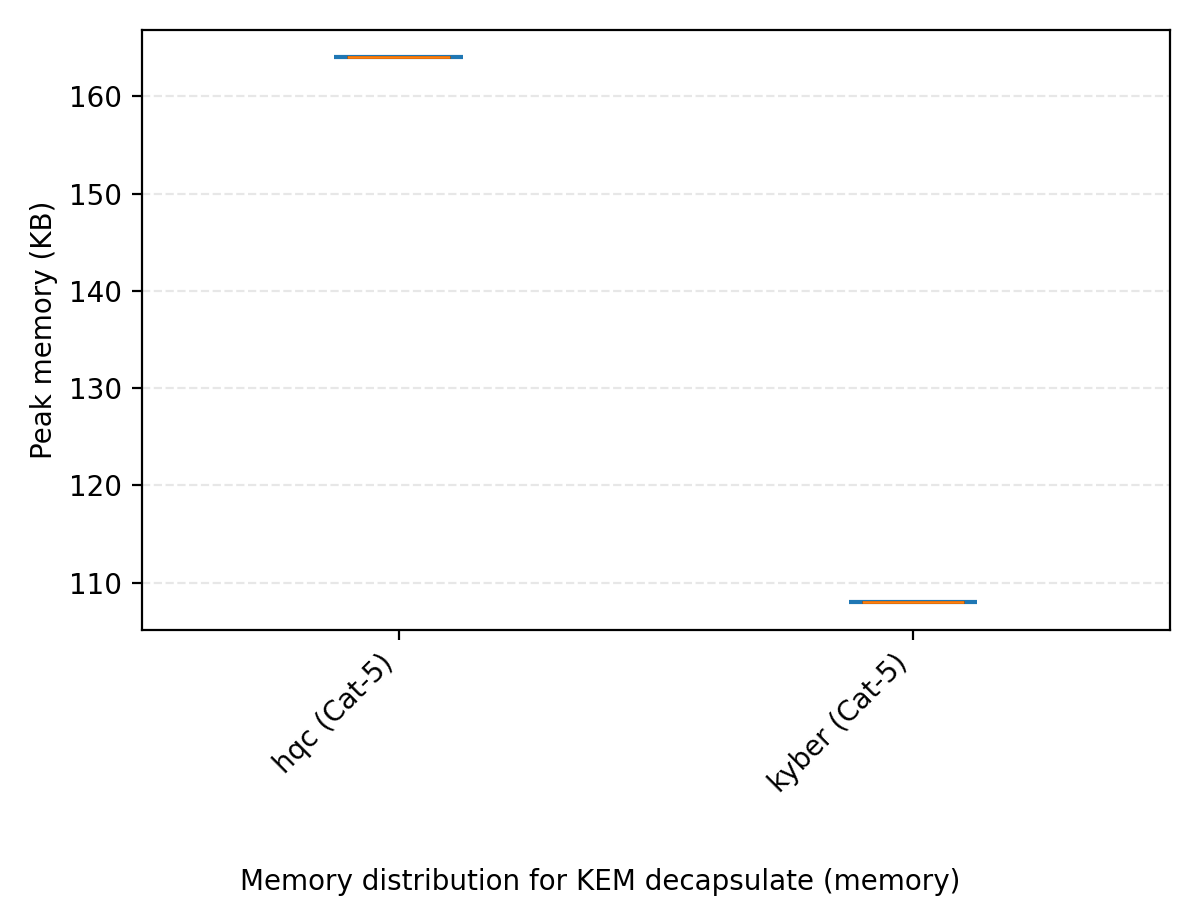 160
150
140
130
120
110
Peak memory (KB)
hqc (Cat-5)
kyber (Cat-5)
Memory distribution for KEM decapsulate (memory)